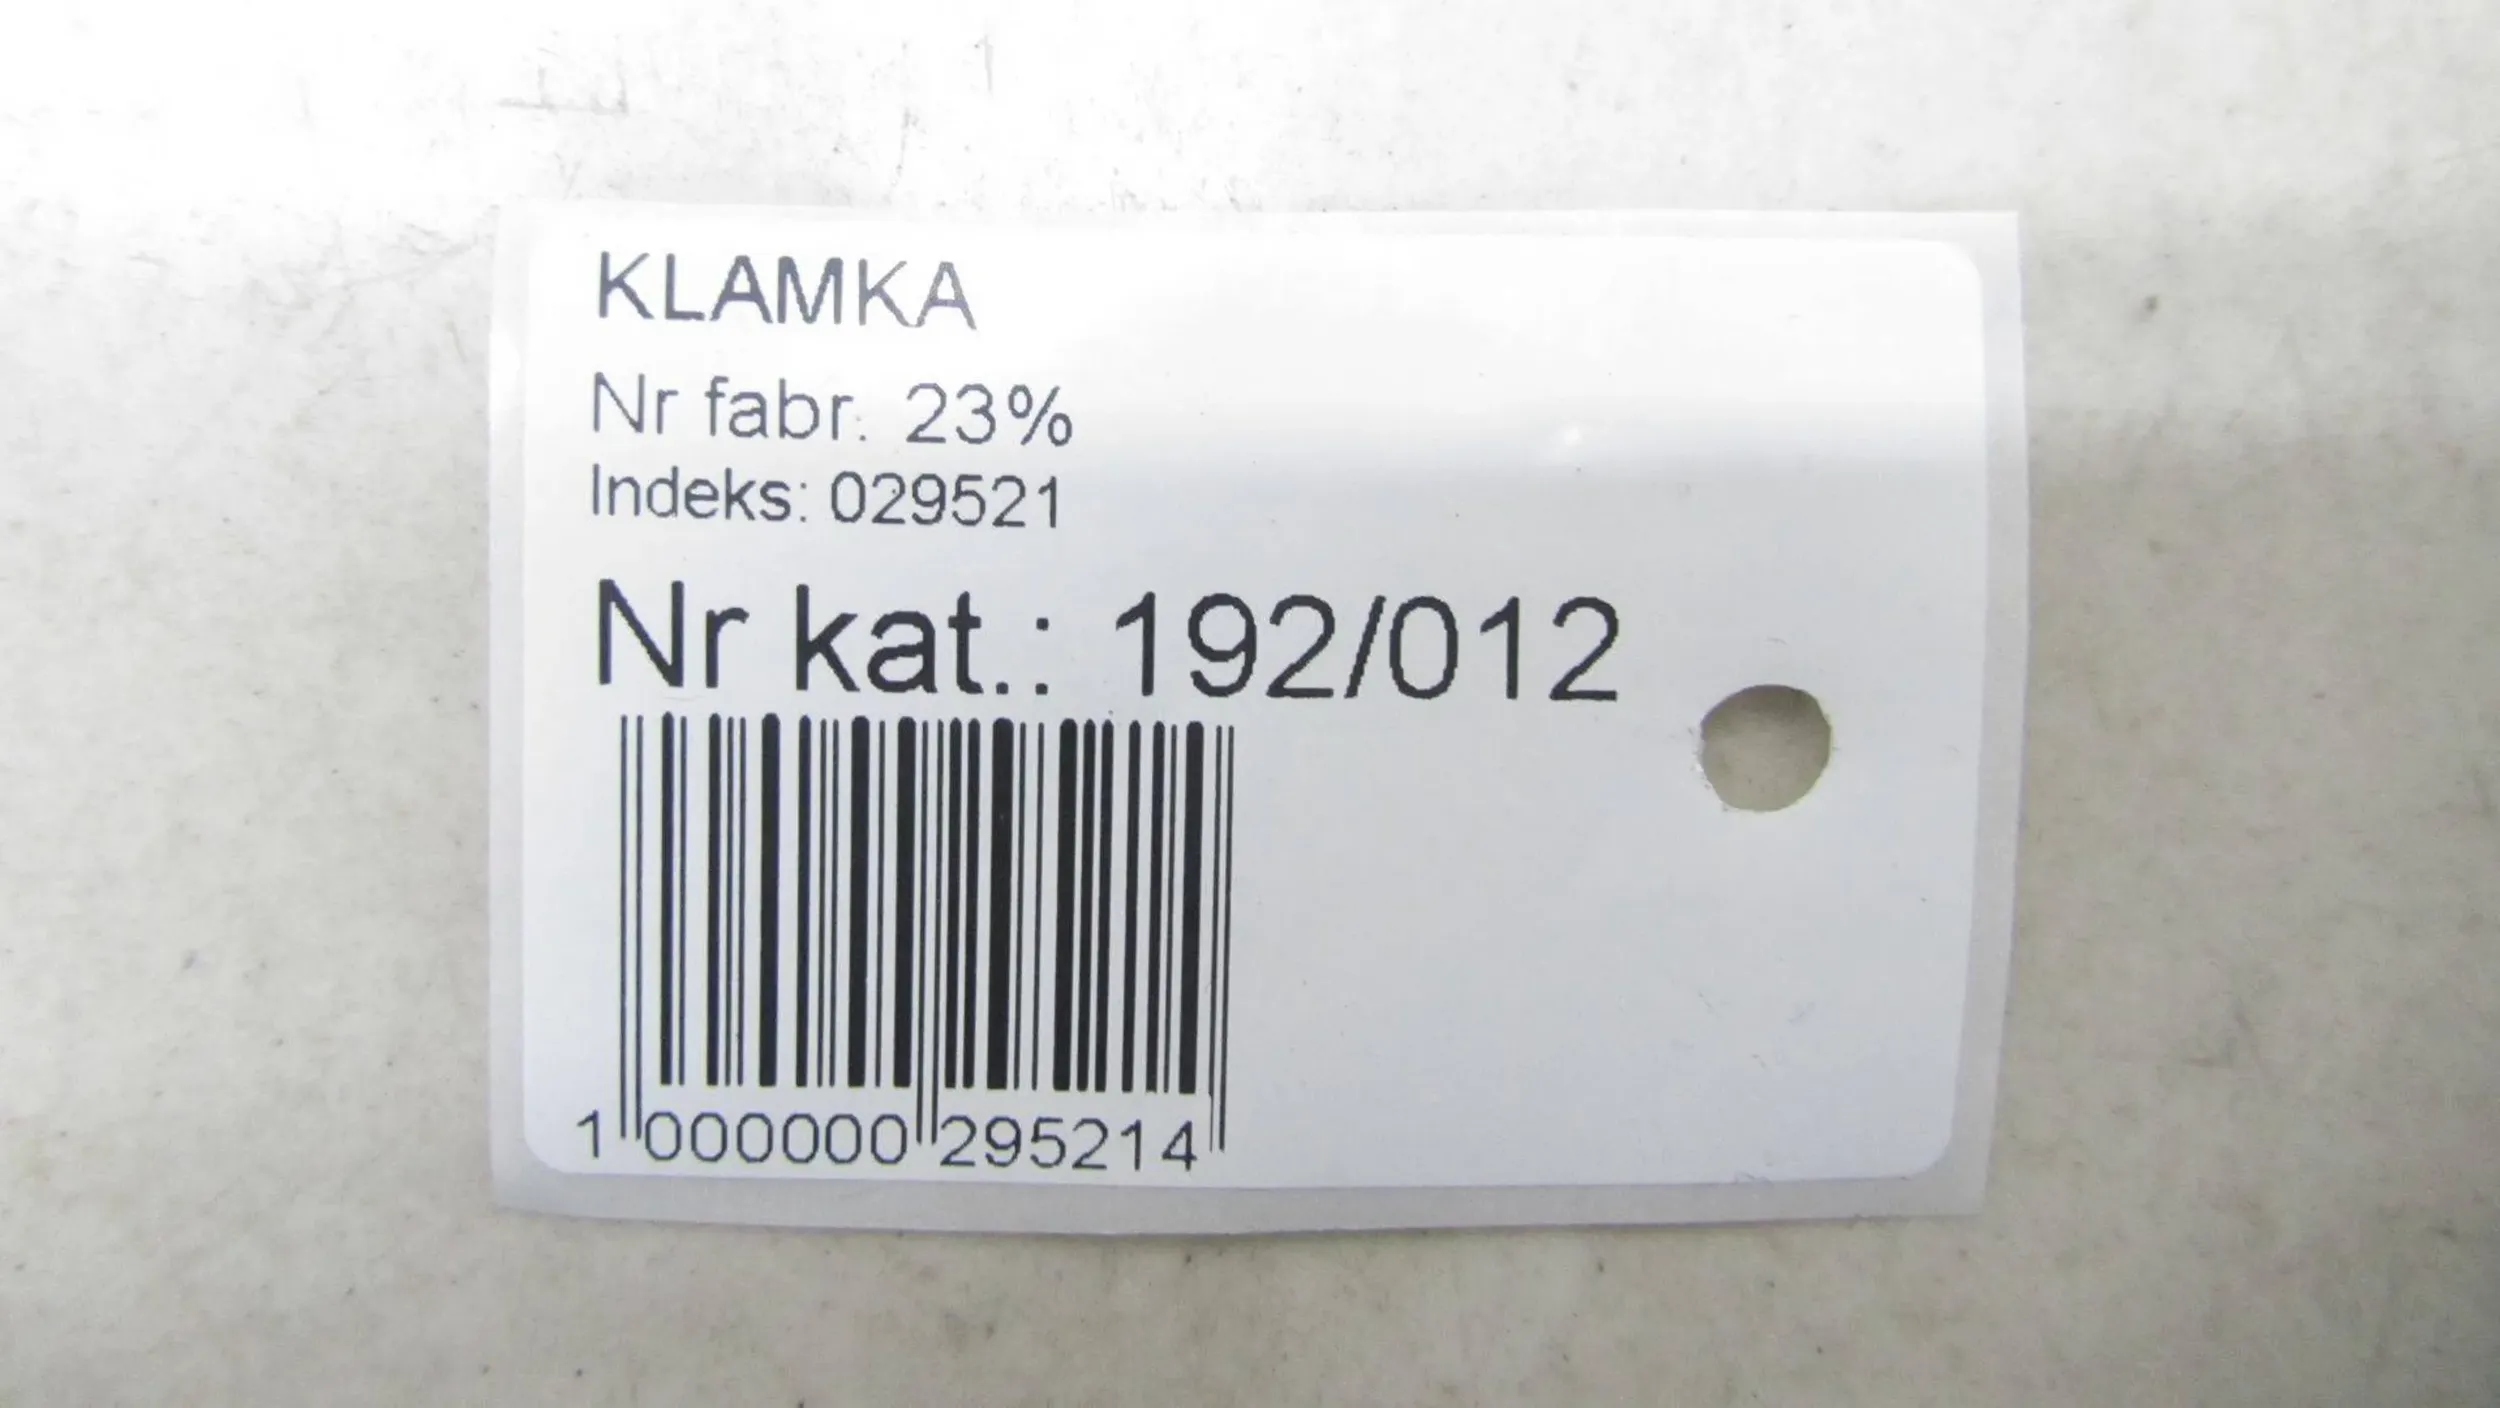 KLAMKA
Nr fabr. 23%
Indeks: 029521
Nr kat.: 192/012
1 000000 295214